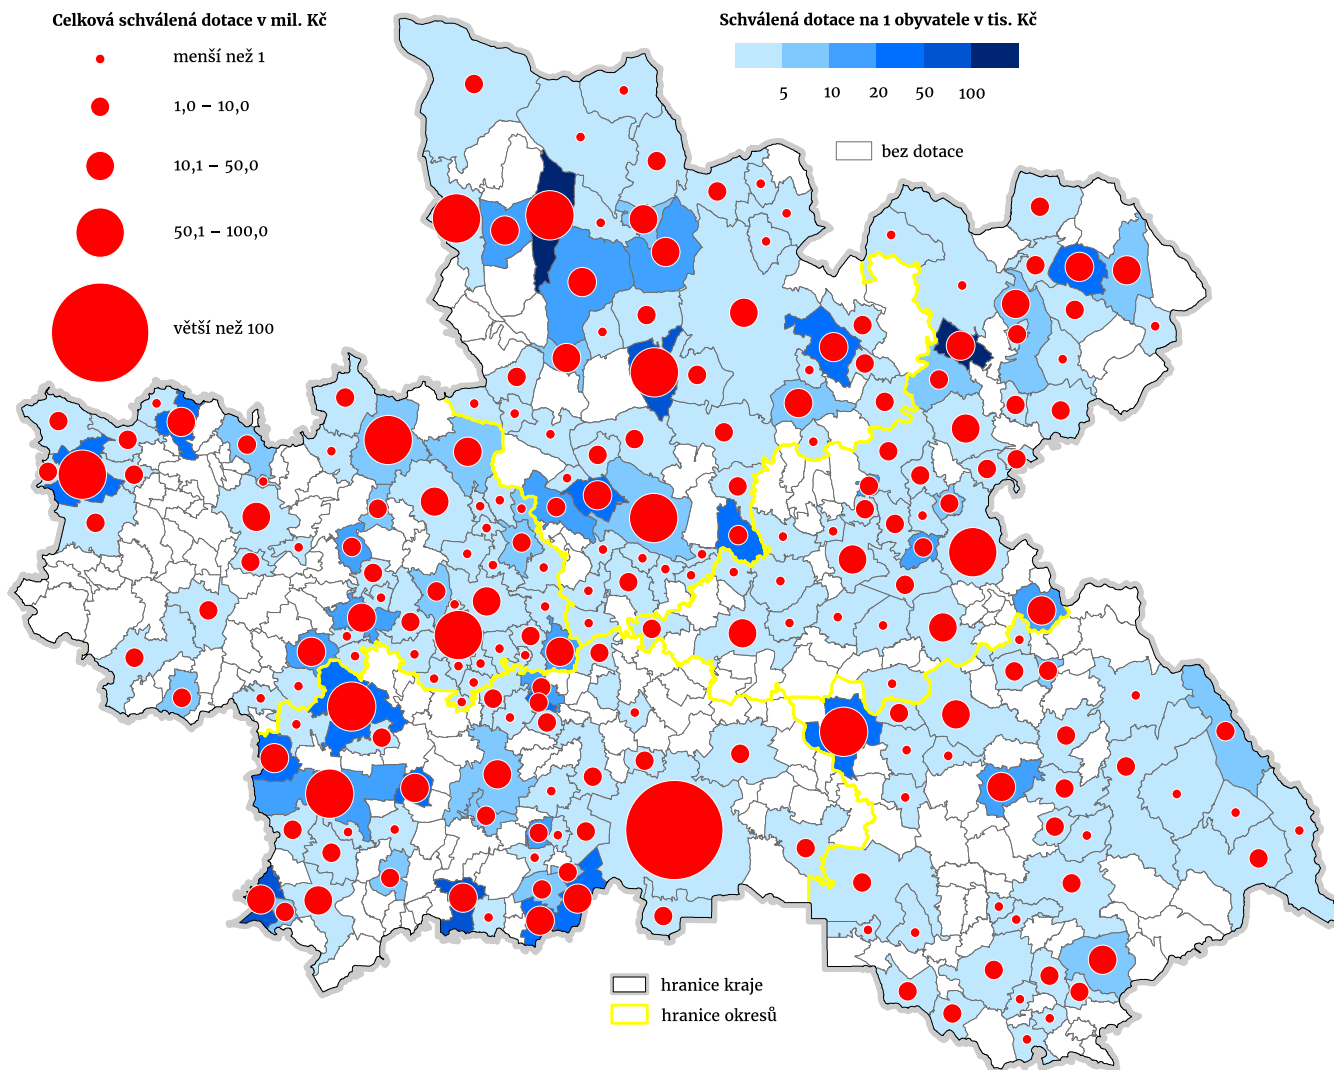 Celková schválená dotace v mil. Kč
menší než 1
1,0 – 10,0
10,1 – 50,0
50,1 – 100,0
větší než 100
Schválená dotace na 1 obyvatele v tis. Kč
5 10 20 50 100
bez dotace
hranice kraje
hranice okresů